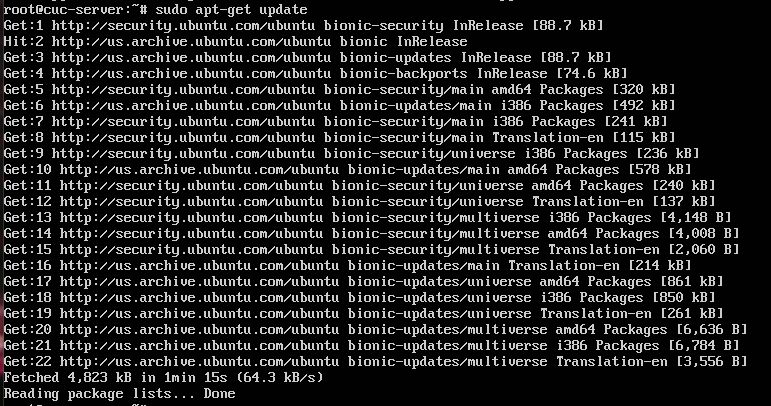 root@cuc-server:~# sudo apt-get update
Get:1 http://security.ubuntu.com/ubuntu bionic-security InRelease [88.7 kB]
Hit:2 http://us.archive.ubuntu.com/ubuntu bionic InRelease
Get:3 http://us.archive.ubuntu.com/ubuntu bionic-updates InRelease [88.7 kB]
Get:4 http://us.archive.ubuntu.com/ubuntu bionic-backports InRelease [74.6 kB]
Get:5 http://security.ubuntu.com/ubuntu bionic-security/main amd64 Packages [320 kB]
Get:6 http://us.archive.ubuntu.com/ubuntu bionic-updates/main i386 Packages [492 kB]
Get:7 http://security.ubuntu.com/ubuntu bionic-security/main i386 Packages [241 kB]
Get:8 http://security.ubuntu.com/ubuntu bionic-security/main Translation-en [115 kB]
Get:9 http://security.ubuntu.com/ubuntu bionic-security/universe i386 Packages [236 kB]
Get:10 http://us.archive.ubuntu.com/ubuntu bionic-updates/main amd64 Packages [578 kB]
Get:11 http://security.ubuntu.com/ubuntu bionic-security/universe amd64 Packages [240 kB]
Get:12 http://security.ubuntu.com/ubuntu bionic-security/universe Translation-en [137 kB]
Get:13 http://security.ubuntu.com/ubuntu bionic-security/multiverse i386 Packages [4,148 B]
Get:14 http://security.ubuntu.com/ubuntu bionic-security/multiverse amd64 Packages [4,008 B]
Get:15 http://security.ubuntu.com/ubuntu bionic-security/multiverse Translation-en [2,060 B]
Get:16 http://us.archive.ubuntu.com/ubuntu bionic-updates/main Translation-en [214 kB]
Get:17 http://us.archive.ubuntu.com/ubuntu bionic-updates/universe amd64 Packages [861 kB]
Get:18 http://us.archive.ubuntu.com/ubuntu bionic-updates/universe i386 Packages [850 kB]
Get:19 http://us.archive.ubuntu.com/ubuntu bionic-updates/universe Translation-en [261 kB]
Get:20 http://us.archive.ubuntu.com/ubuntu bionic-updates/multiverse amd64 Packages [6,636 B]
Get:21 http://us.archive.ubuntu.com/ubuntu bionic-updates/multiverse i386 Packages [6,784 B]
Get:22 http://us.archive.ubuntu.com/ubuntu bionic-updates/multiverse Translation-en [3,556 B]
Fetched 4,823 kB in 1min 15s (64.3 kB/s)
Reading package lists... Done